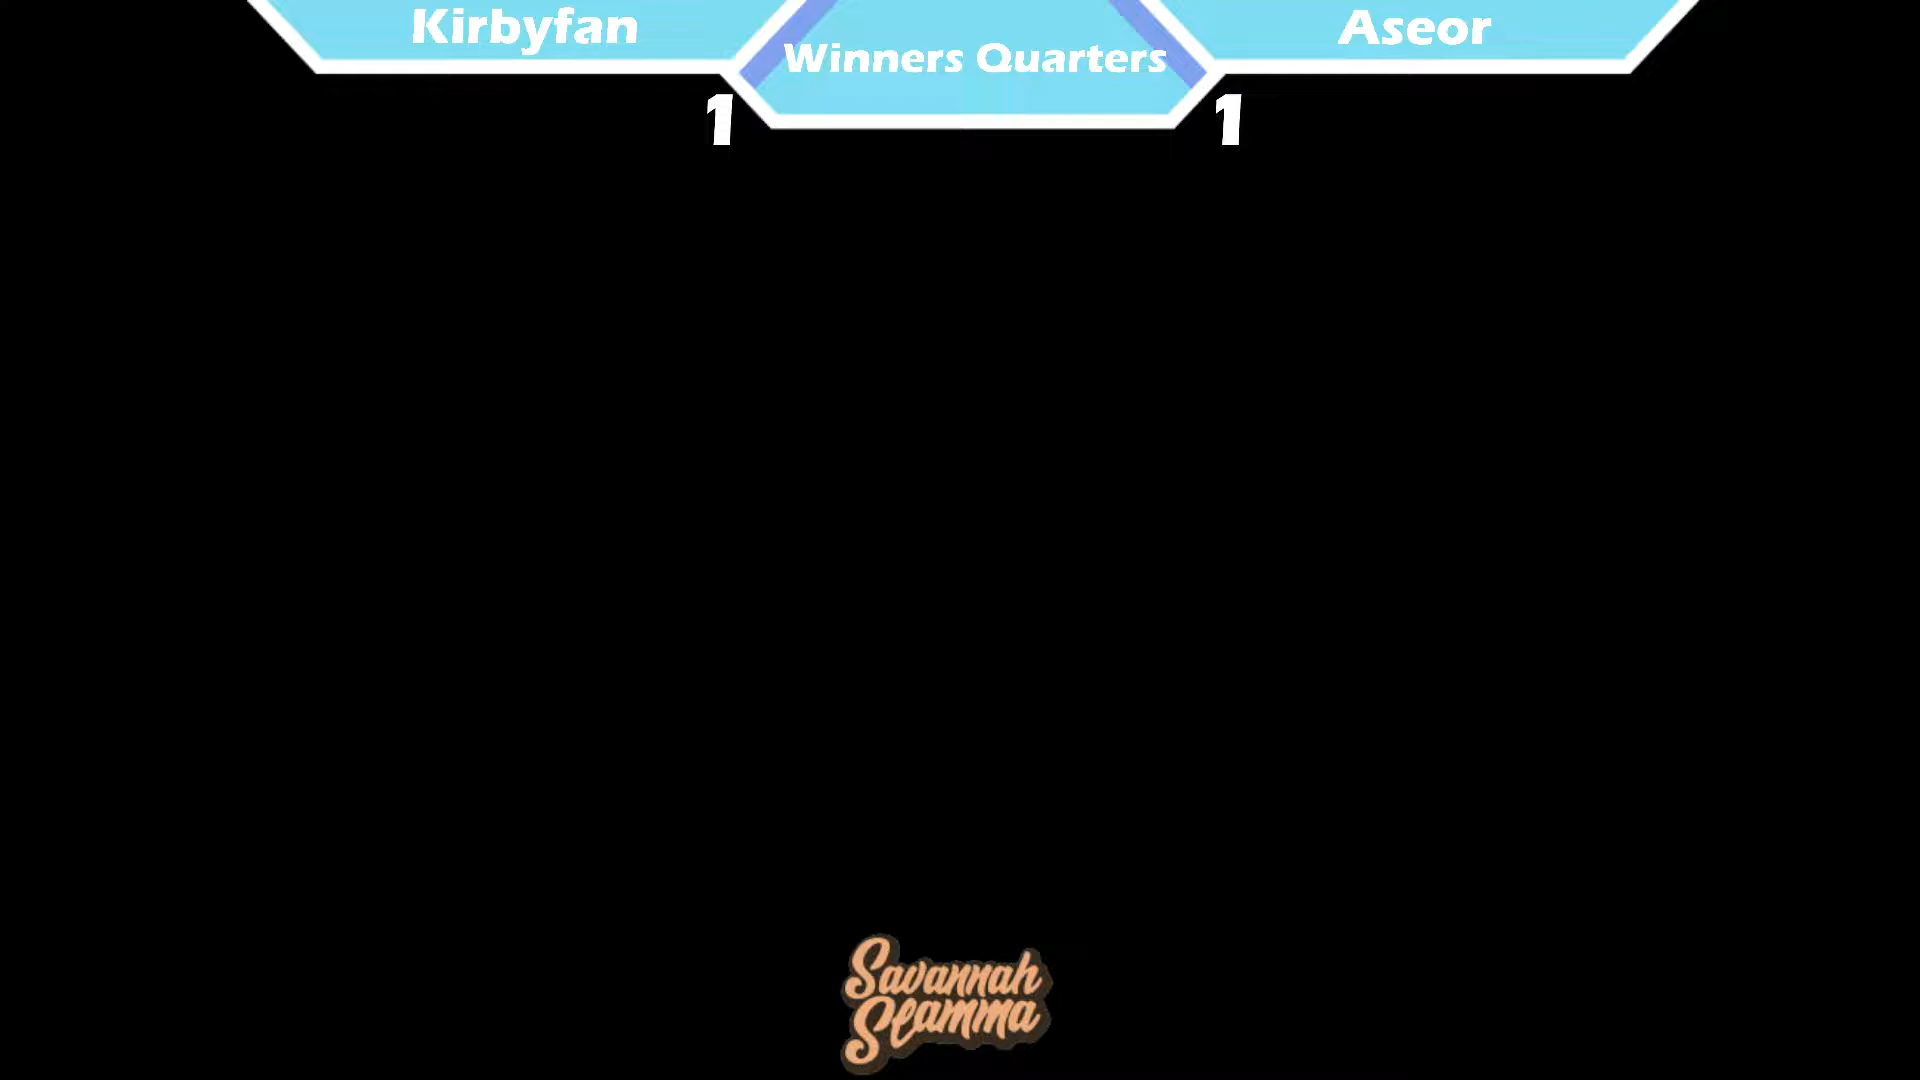 Kirbyfan
Winners Quarters
Aseor
1
1
Savannah
Slamma